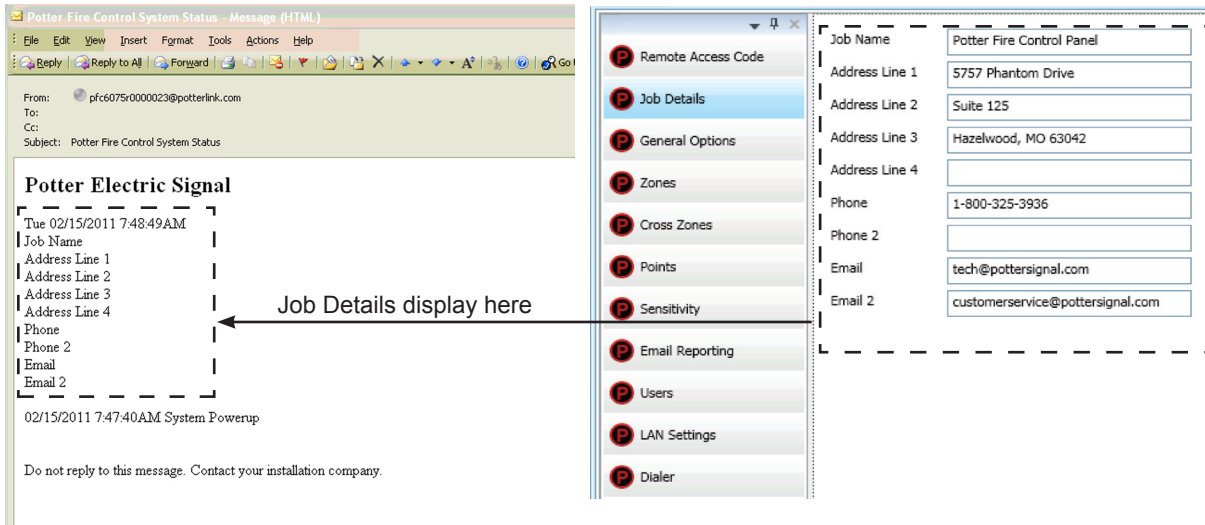 Potter Fire Control System Status - Message (HTML)
File Edit View Insert Format Tools Actions Help
Reply Reply to All Forward
From: pfc6075r0000023@potterlink.com
To:
Cc:
Subject: Potter Fire Control System Status
Potter Electric Signal
Tue 02/15/2011 7:48:49AM
Job Name
Address Line 1
Address Line 2
Address Line 3
Address Line 4
Phone
Phone 2
Email
Email 2
02/15/2011 7:47:40AM System Powerup
Do not reply to this message. Contact your installation company.
Job Details display here
Remote Access Code
Job Details
General Options
Zones
Cross Zones
Points
Sensitivity
Email Reporting
Users
LAN Settings
Dialer
Job Name Potter Fire Control Panel
Address Line 1 5757 Phantom Drive
Address Line 2 Suite 125
Address Line 3 Hazelwood, MO 63042
Address Line 4
Phone 1-800-325-3936
Phone 2
Email tech@pottersignal.com
Email 2 customerservice@pottersignal.com